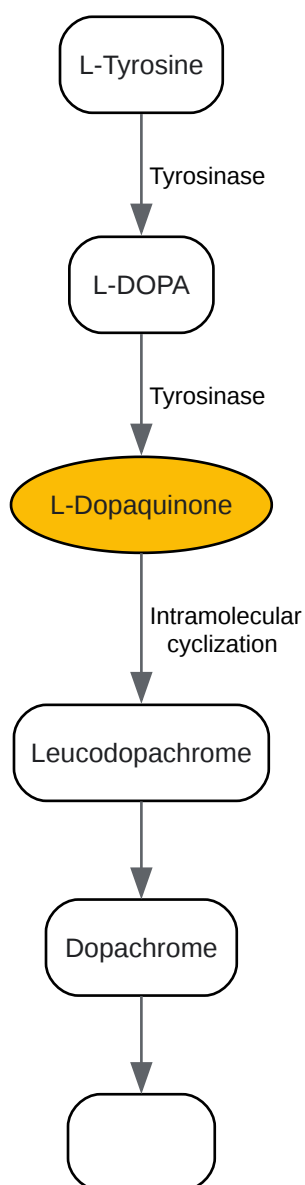 L-Tyrosine
Tyrosinase
L-DOPA
Tyrosinase
L-Dopaquinone
Intramolecular
cyclization
Leucodopachrome
Dopachrome